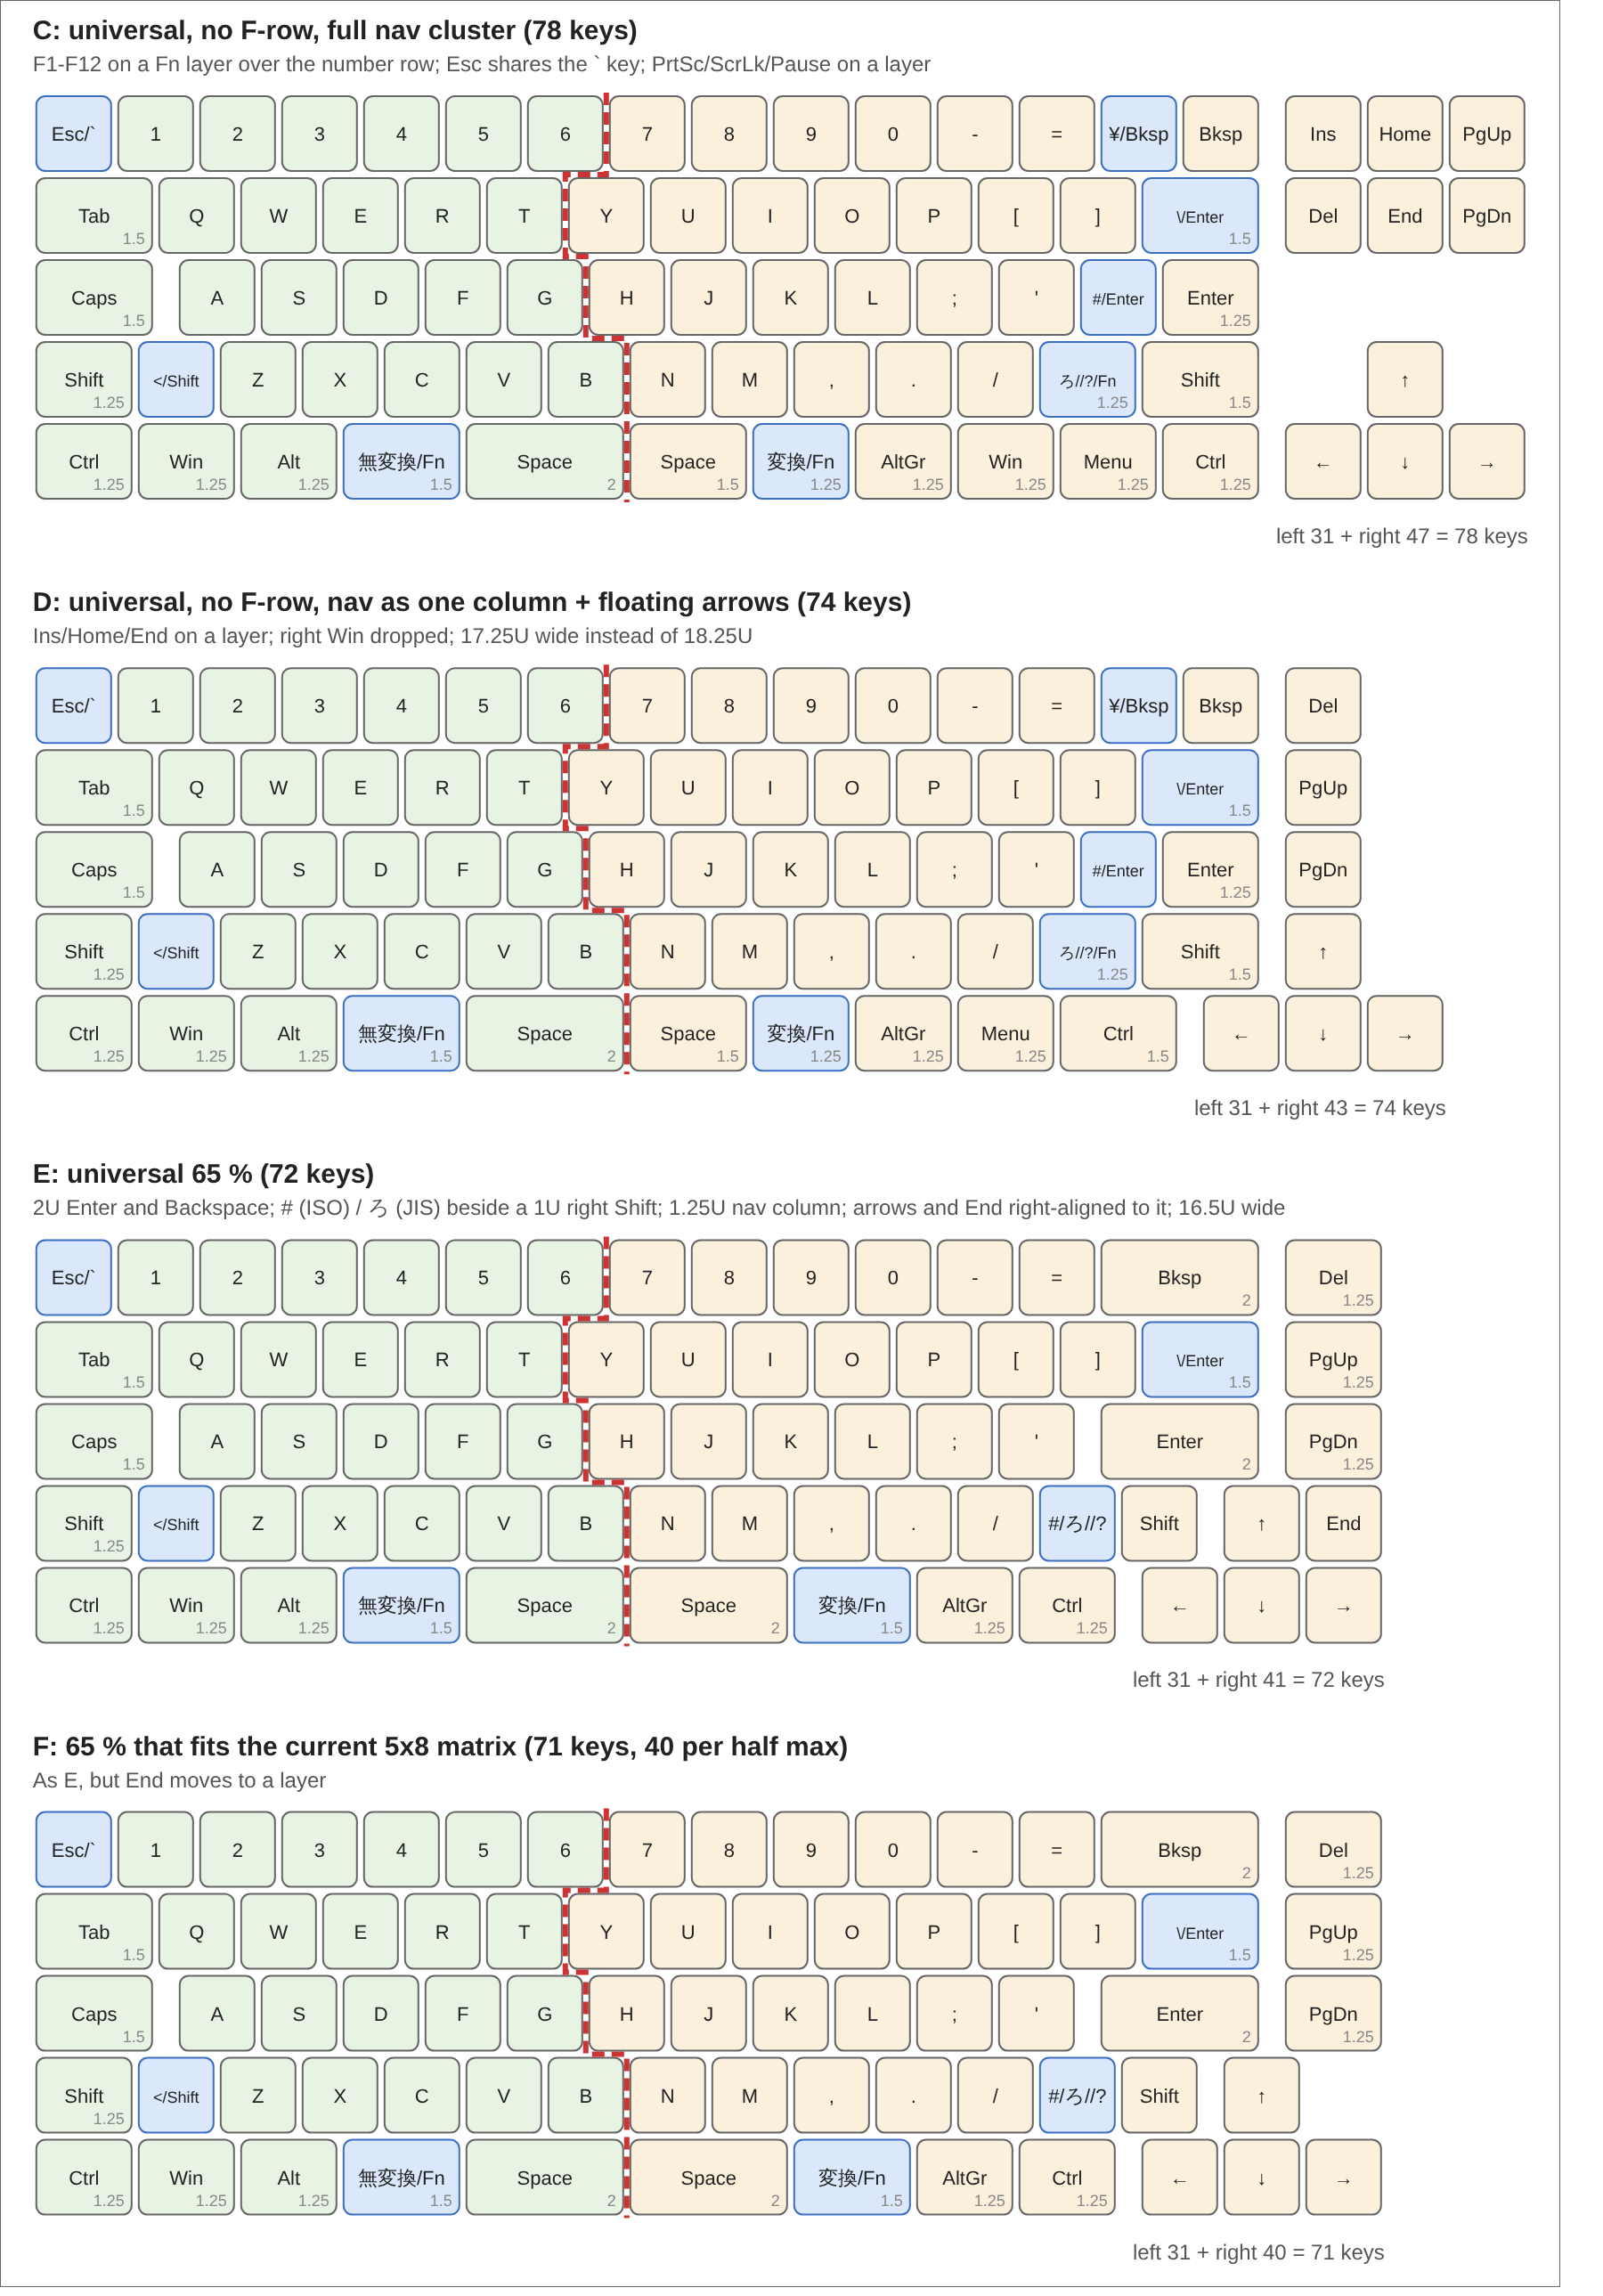 C: universal, no F-row, full nav cluster (78 keys)
F1-F12 on a Fn layer over the number row; Esc shares the ` key; PrtSc/ScrLk/Pause on a layer
Esc/` 1 2 3 4 5 6 7 8 9 0 - = ¥/Bksp Bksp Ins Home PgUp
Tab 1.5 Q W E R T Y U I O P [ ] \/Enter 1.5 Del End PgDn
Caps 1.5 A S D F G H J K L ; ' #/Enter Enter 1.25
Shift 1.25 </Shift Z X C V B N M , . / ろ//?/Fn 1.25 Shift 1.5 ↑
Ctrl 1.25 Win 1.25 Alt 1.25 無変換/Fn 1.5 Space 2 Space 1.5 変換/Fn 1.25 AltGr 1.25 Win 1.25 Menu 1.25 Ctrl 1.25 ← ↓ →
left 31 + right 47 = 78 keys
D: universal, no F-row, nav as one column + floating arrows (74 keys)
Ins/Home/End on a layer; right Win dropped; 17.25U wide instead of 18.25U
Esc/` 1 2 3 4 5 6 7 8 9 0 - = ¥/Bksp Bksp Del
Tab 1.5 Q W E R T Y U I O P [ ] \/Enter 1.5 PgUp
Caps 1.5 A S D F G H J K L ; ' #/Enter Enter 1.25 PgDn
Shift 1.25 </Shift Z X C V B N M , . / ろ//?/Fn 1.25 Shift 1.5 ↑
Ctrl 1.25 Win 1.25 Alt 1.25 無変換/Fn 1.5 Space 2 Space 1.5 変換/Fn 1.25 AltGr 1.25 Menu 1.25 Ctrl 1.5 ← ↓ →
left 31 + right 43 = 74 keys
E: universal 65 % (72 keys)
2U Enter and Backspace; # (ISO) / ろ (JIS) beside a 1U right Shift; 1.25U nav column; arrows and End right-aligned to it; 16.5U wide
Esc/` 1 2 3 4 5 6 7 8 9 0 - = Bksp 2 Del 1.25
Tab 1.5 Q W E R T Y U I O P [ ] \/Enter 1.5 PgUp 1.25
Caps 1.5 A S D F G H J K L ; ' Enter 2 PgDn 1.25
Shift 1.25 </Shift Z X C V B N M , . / #/ろ//? Shift ↑ End
Ctrl 1.25 Win 1.25 Alt 1.25 無変換/Fn 1.5 Space 2 Space 2 変換/Fn 1.5 AltGr 1.25 Ctrl 1.25 ← ↓ →
left 31 + right 41 = 72 keys
F: 65 % that fits the current 5x8 matrix (71 keys, 40 per half max)
As E, but End moves to a layer
Esc/` 1 2 3 4 5 6 7 8 9 0 - = Bksp 2 Del 1.25
Tab 1.5 Q W E R T Y U I O P [ ] \/Enter 1.5 PgUp 1.25
Caps 1.5 A S D F G H J K L ; ' Enter 2 PgDn 1.25
Shift 1.25 </Shift Z X C V B N M , . / #/ろ//? Shift ↑
Ctrl 1.25 Win 1.25 Alt 1.25 無変換/Fn 1.5 Space 2 Space 2 変換/Fn 1.5 AltGr 1.25 Ctrl 1.25 ← ↓ →
left 31 + right 40 = 71 keys